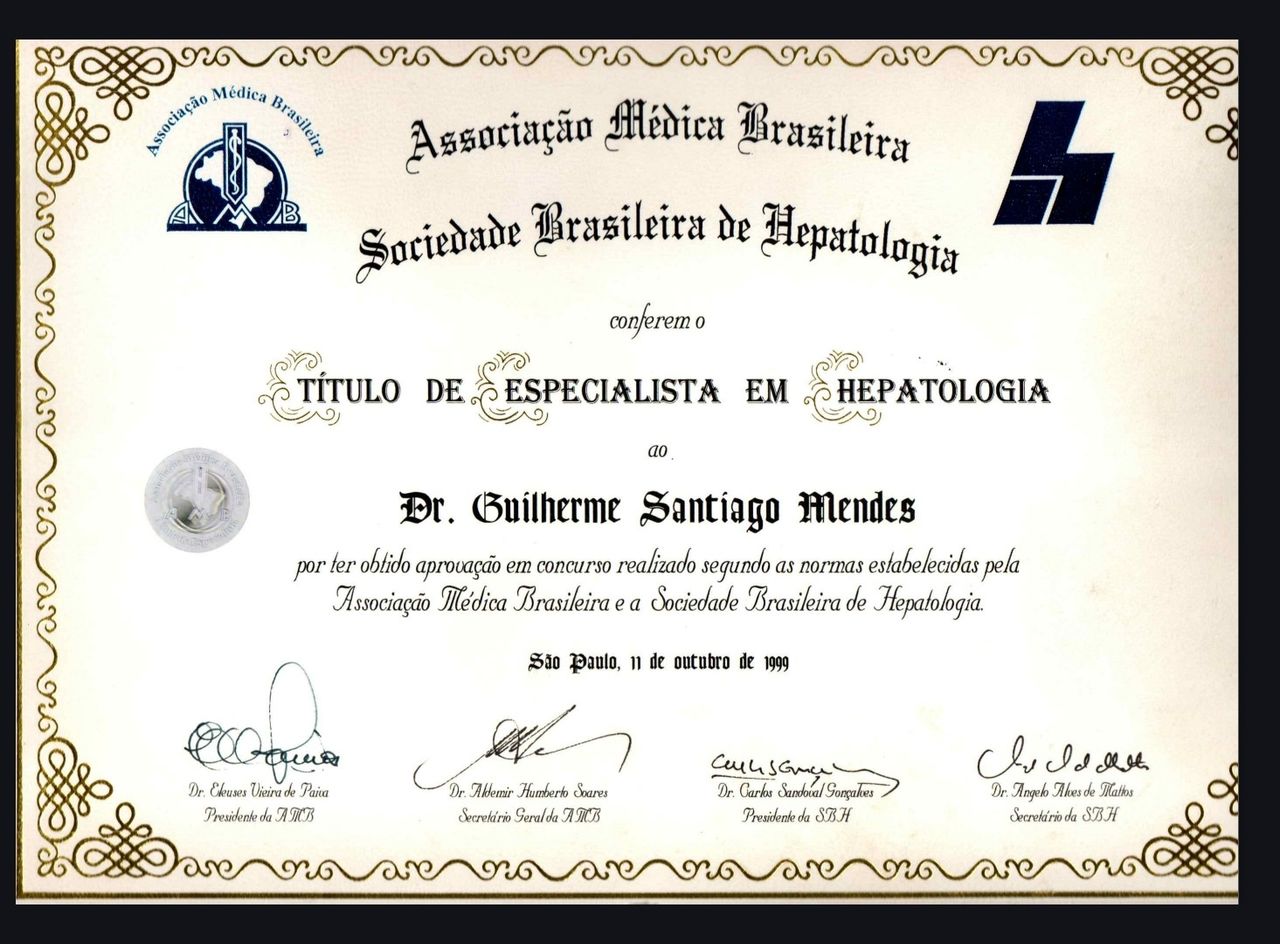 Associação Médica Brasileira
AMB
Associação Médica Brasileira
Sociedade Brasileira de Hepatologia
conferem o
TÍTULO DE ESPECIALISTA EM HEPATOLOGIA
ao
Dr. Guilherme Santiago Mendes
por ter obtido aprovação em concurso realizado segundo as normas estabelecidas pela
Associação Médica Brasileira e a Sociedade Brasileira de Hepatologia.
São Paulo, 11 de outubro de 1999
Dr. Eleuses Vieira de Paiva
Presidente da AMB
Dr. Aldemir Humberto Soares
Secretário Geral da AMB
Dr. Carlos Sandoval Gonçalves
Presidente da SBH
Dr. Angelo Alves de Mattos
Secretário da SBH